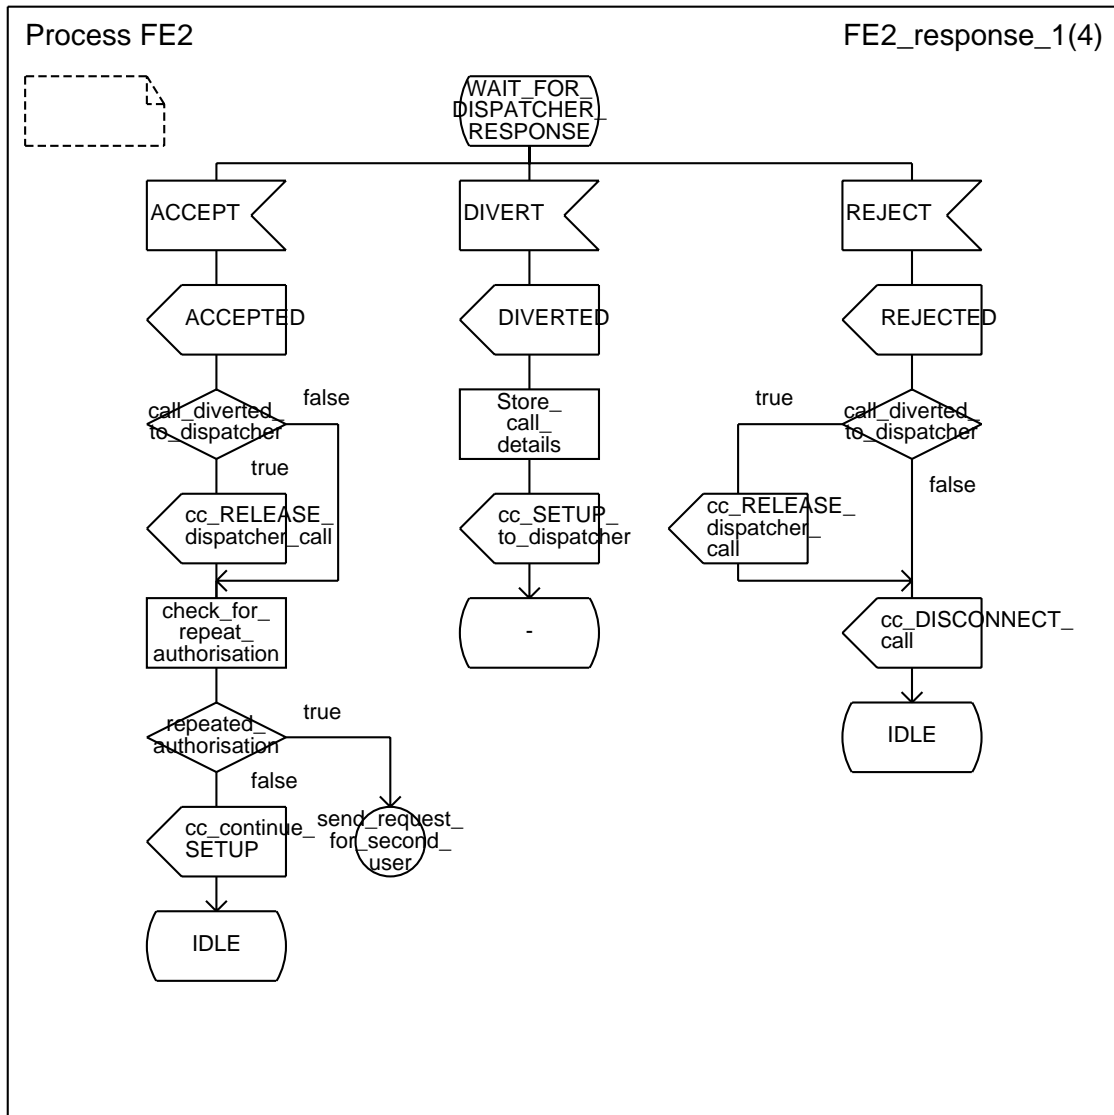 Process FE2
FE2_response_1(4)
WAIT_FOR_
DISPATCHER_
RESPONSE
ACCEPT
DIVERT
REJECT
ACCEPTED
DIVERTED
REJECTED
call_diverted_
to_dispatcher
false
true
Store_
call_
details
true
call_diverted_
to_dispatcher
false
cc_RELEASE_
dispatcher_call
cc_SETUP_
to_dispatcher
cc_RELEASE_
dispatcher_
call
check_for_
repeat_
authorisation
-
cc_DISCONNECT_
call
repeated_
authorisation
true
false
IDLE
cc_continue_
SETUP
send_request_
for_second_
user
IDLE